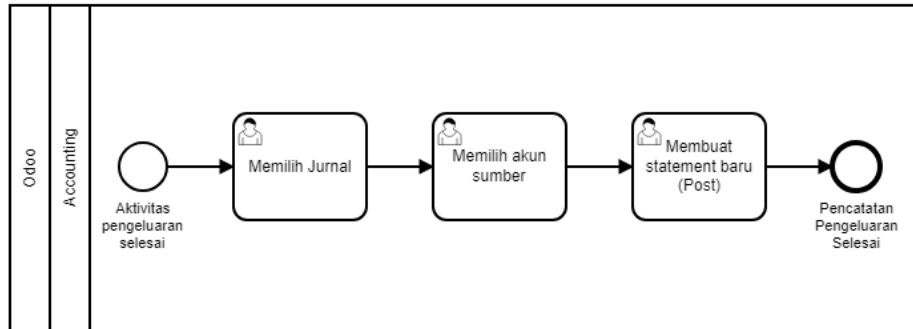 Odoo
Accounting
Aktivitas
pengeluaran
selesai
Memilih Jurnal
Memilih akun
sumber
Membuat
statement baru
(Post)
Pencatatan
Pengeluaran
Selesai